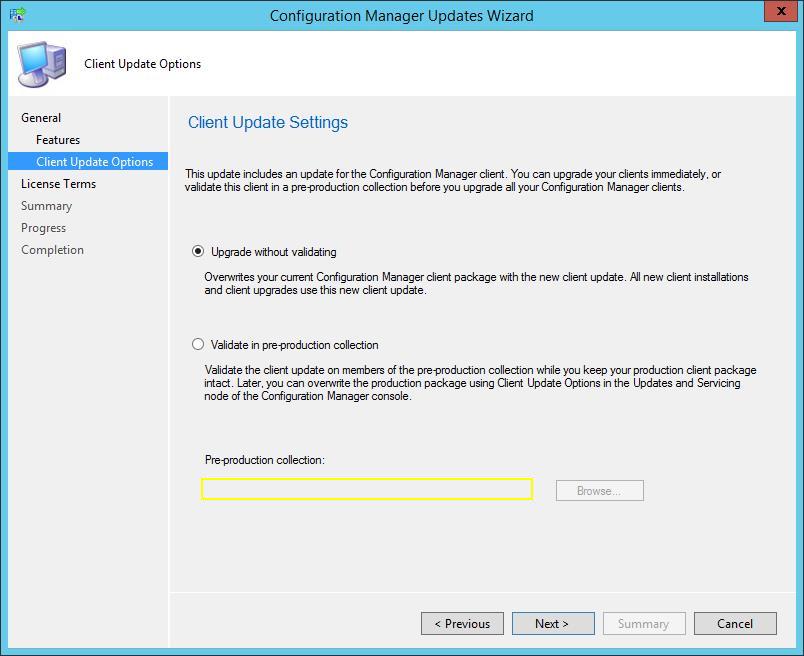 Configuration Manager Updates Wizard
x
Client Update Options
General
Features
Client Update Options
License Terms
Summary
Progress
Completion
Client Update Settings
This update includes an update for the Configuration Manager client. You can upgrade your clients immediately, or
validate this client in a pre-production collection before you upgrade all your Configuration Manager clients.
Upgrade without validating
Overwrites your current Configuration Manager client package with the new client update. All new client installations
and client upgrades use this new client update.
Validate in pre-production collection
Validate the client update on members of the pre-production collection while you keep your production client package
intact. Later, you can overwrite the production package using Client Update Options in the Updates and Servicing
node of the Configuration Manager console.
Pre-production collection:
Browse...
< Previous
Next >
Summary
Cancel